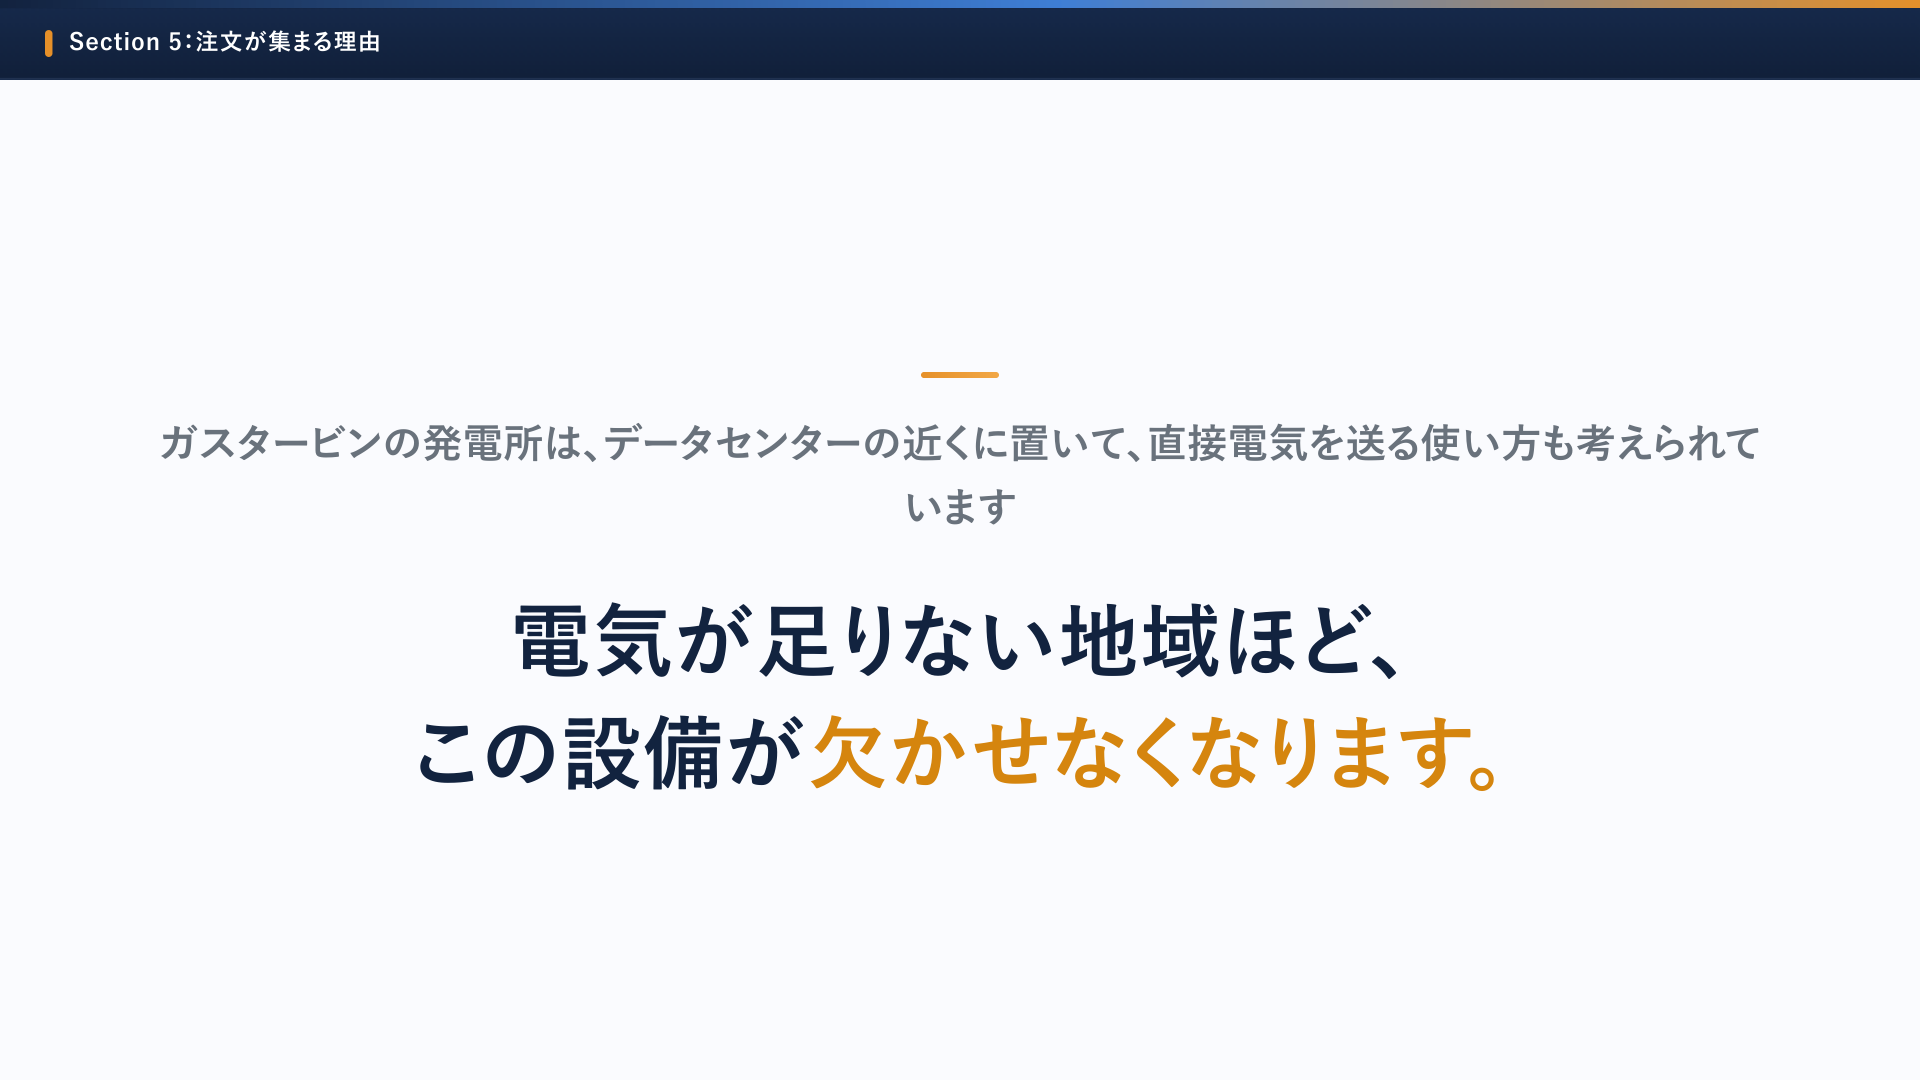 Section 5：注文が集まる理由
ガスタービンの発電所は、データセンターの近くに置いて、直接電気を送る使い方も考えられて
います
電気が足りない地域ほど、
この設備が欠かせなくなります。